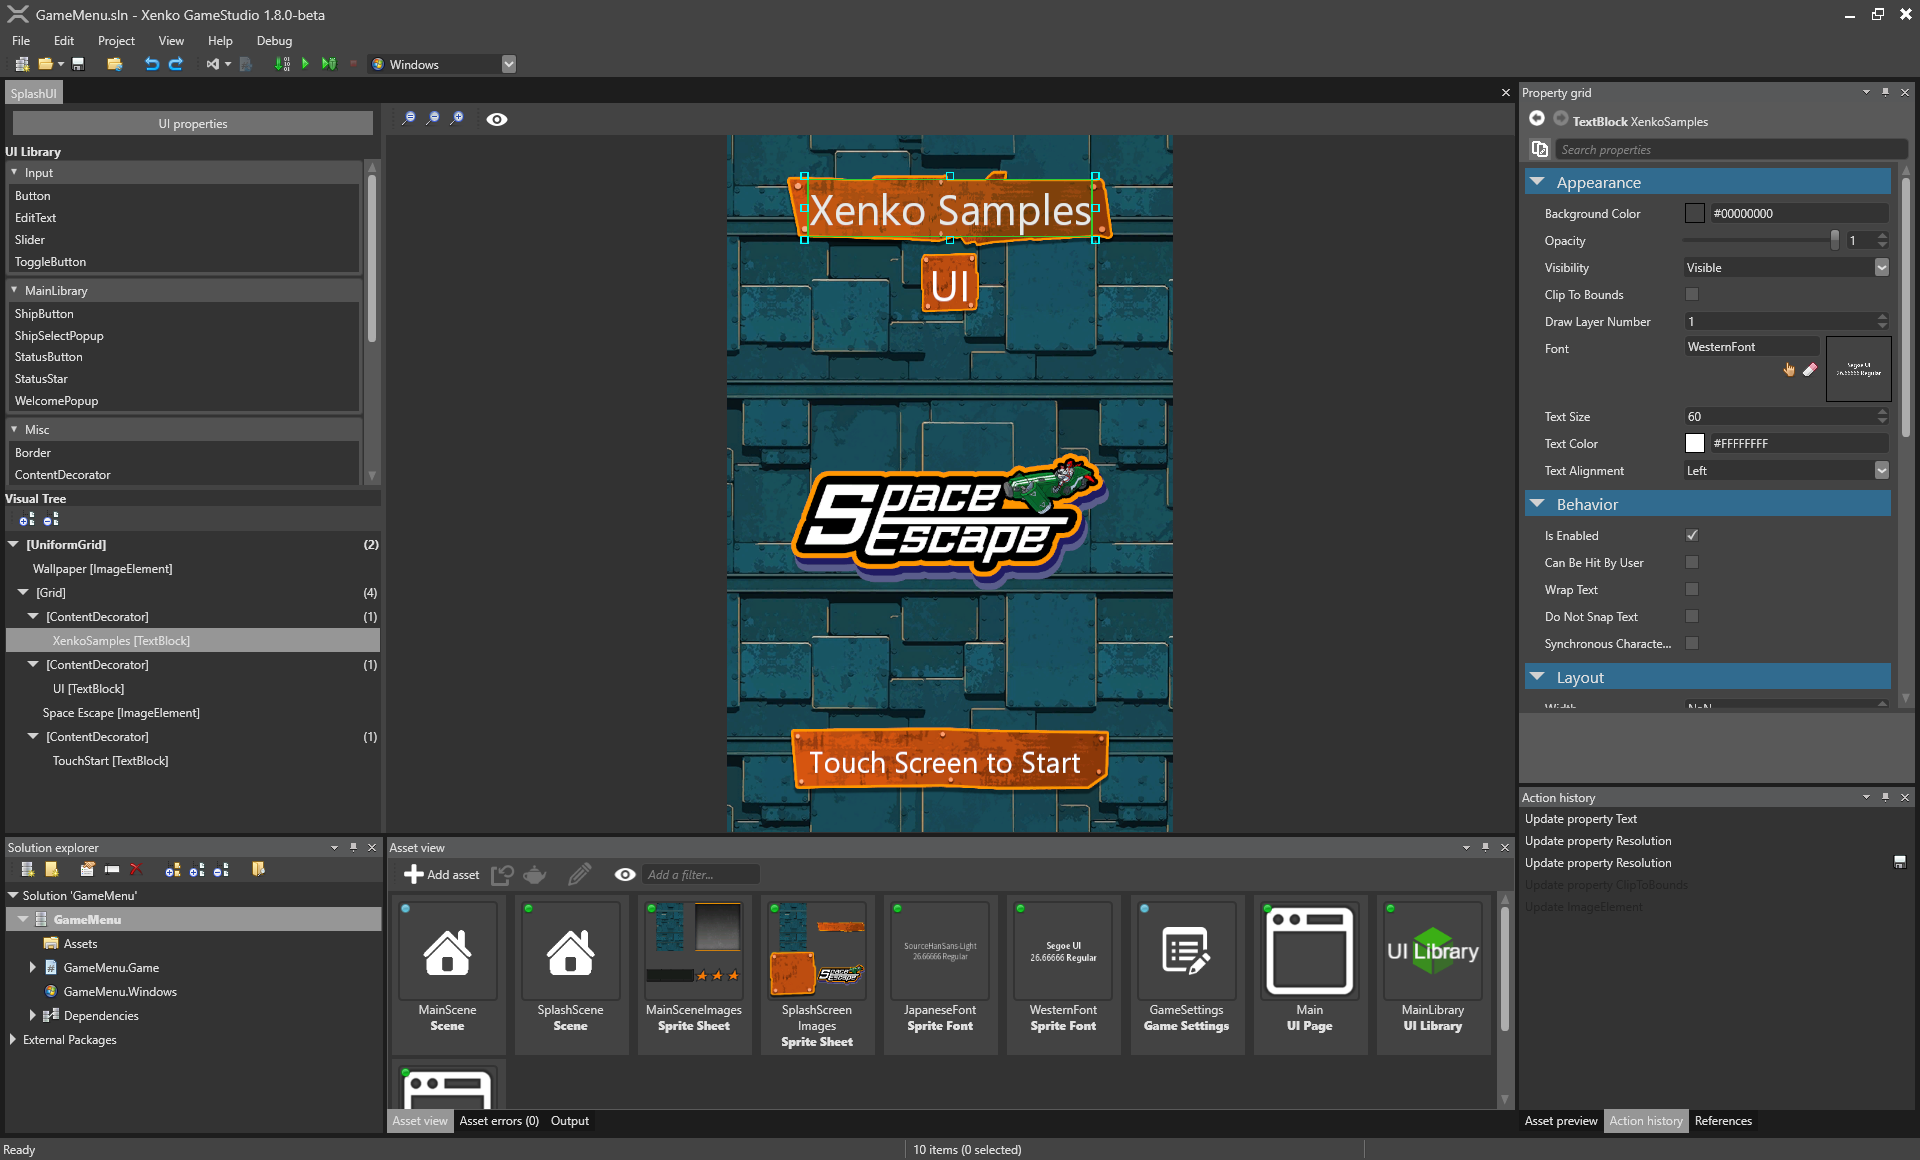 GameMenu.sln - Xenko GameStudio 1.8.0-beta
File Edit Project View Help Debug
Windows
SplashUI
UI properties
UI Library
Input
Button
EditText
Slider
ToggleButton
MainLibrary
ShipButton
ShipSelectPopup
StatusButton
StatusStar
WelcomePopup
Misc
Border
ContentDecorator
Visual Tree
[UniformGrid] (2)
Wallpaper [ImageElement]
[Grid] (4)
[ContentDecorator] (1)
XenkoSamples [TextBlock]
[ContentDecorator] (1)
UI [TextBlock]
Space Escape [ImageElement]
[ContentDecorator] (1)
TouchStart [TextBlock]
Xenko Samples
UI
Space
Escape
Touch Screen to Start
Property grid
TextBlock XenkoSamples
Search properties
Appearance
Background Color #00000000
Opacity 1
Visibility Visible
Clip To Bounds
Draw Layer Number 1
Font WesternFont
Segoe UI
26.66666 Regular
Text Size 60
Text Color #FFFFFFFF
Text Alignment Left
Behavior
Is Enabled
Can Be Hit By User
Wrap Text
Do Not Snap Text
Synchronous Characte...
Layout
Width NaN
Solution explorer
Solution 'GameMenu'
GameMenu
Assets
GameMenu.Game
GameMenu.Windows
Dependencies
External Packages
Asset view
Add asset Add a filter...
MainScene
Scene
SplashScene
Scene
MainSceneImages
Sprite Sheet
Space
Escape
SplashScreen
Images
Sprite Sheet
SourceHanSans-Light
26.66666 Regular
JapaneseFont
Sprite Font
Segoe UI
26.66666 Regular
WesternFont
Sprite Font
GameSettings
Game Settings
Main
UI Page
UI Library
MainLibrary
UI Library
Asset view Asset errors (0) Output
Action history
Update property Text
Update property Resolution
Update property Resolution
Update property ClipToBounds
Update ImageElement
Asset preview Action history References
Ready
10 items (0 selected)